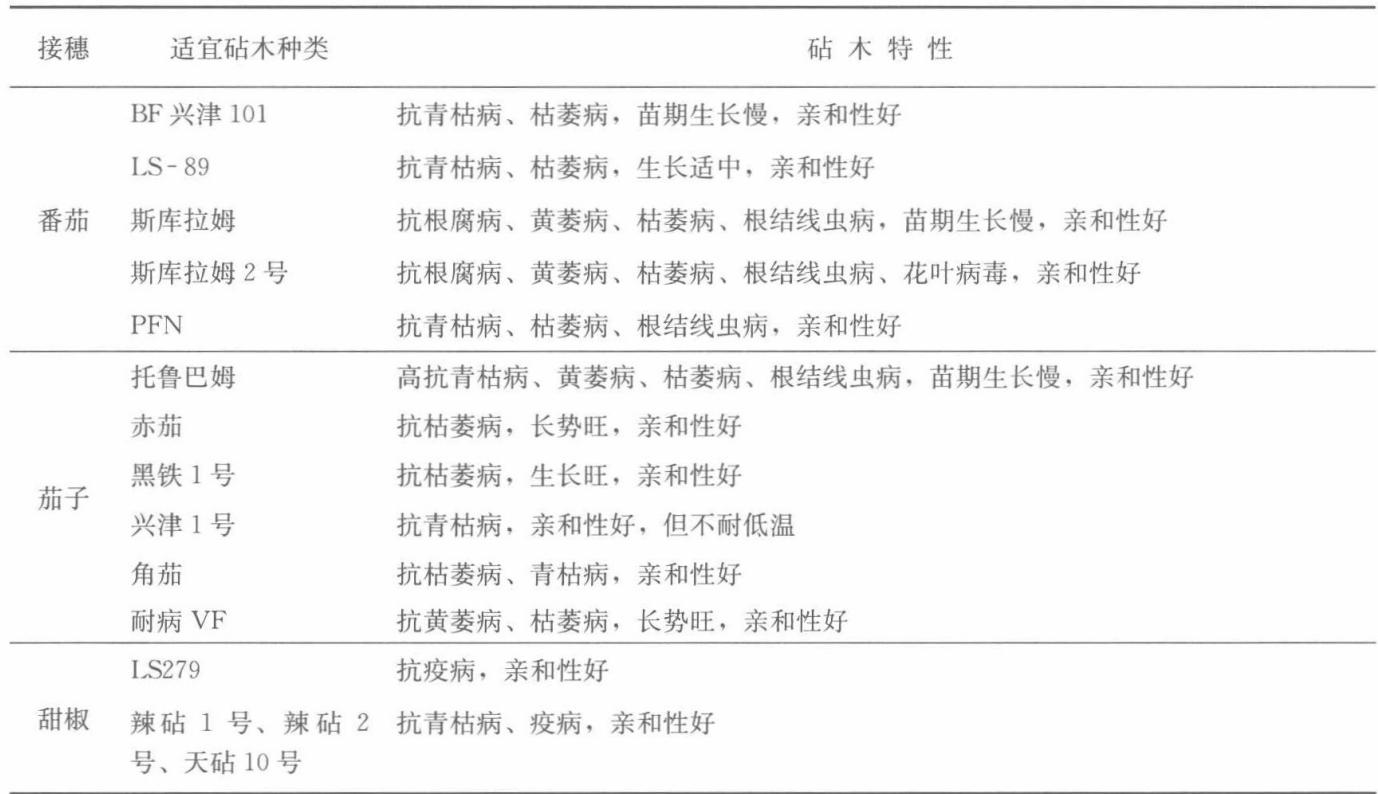 接穗 适宜砧木种类 砧木特性
BF兴津101 抗青枯病、枯萎病，苗期生长慢，亲和性好
LS-89 抗青枯病、枯萎病，生长适中，亲和性好
番茄 斯库拉姆 抗根腐病、黄萎病、枯萎病、根结线虫病，苗期生长慢，亲和性好
斯库拉姆2号 抗根腐病、黄萎病、枯萎病、根结线虫病、花叶病毒，亲和性好
PFN 抗青枯病、枯萎病、根结线虫病，亲和性好
托鲁巴姆 高抗青枯病、黄萎病、枯萎病、根结线虫病，苗期生长慢，亲和性好
赤茄 抗枯萎病，长势旺，亲和性好
黑铁1号 抗枯萎病，生长旺，亲和性好
茄子
兴津1号 抗青枯病，亲和性好，但不耐低温
角茄 抗枯萎病、青枯病，亲和性好
耐病VF 抗黄萎病、枯萎病，长势旺，亲和性好
LS279 抗疫病，亲和性好
甜椒 辣砧1号、辣砧2 抗青枯病、疫病，亲和性好
号、天砧10号